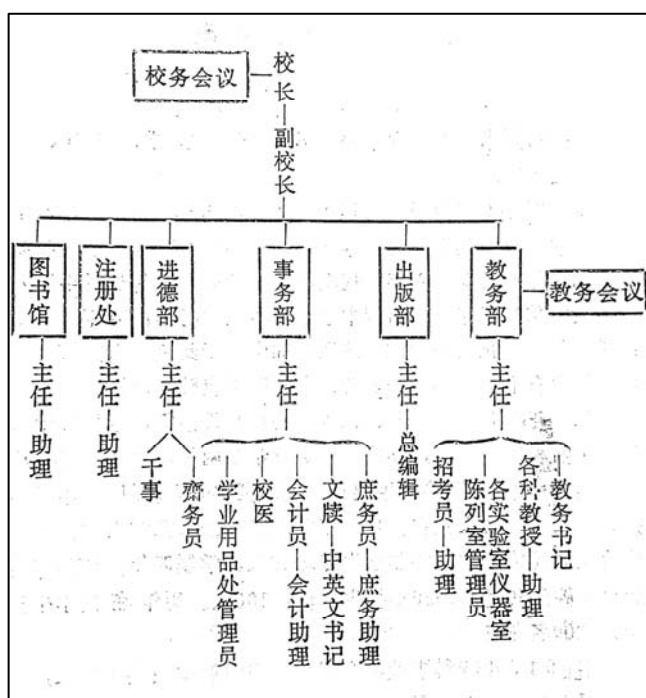 校务会议
校长
副校长
图书馆
注册处
进德部
事务部
出版部
教务部
教务会议
主任
主任
主任
主任
主任
主任
助理
助理
干事
齋务员
学业用品处管理员
校医
会计员
会计助理
文牍
中英文书记
庶务员
庶务助理
总编辑
招考员
助理
陈列室管理员
各实验室仪器室
各科教授
助理
教务书记